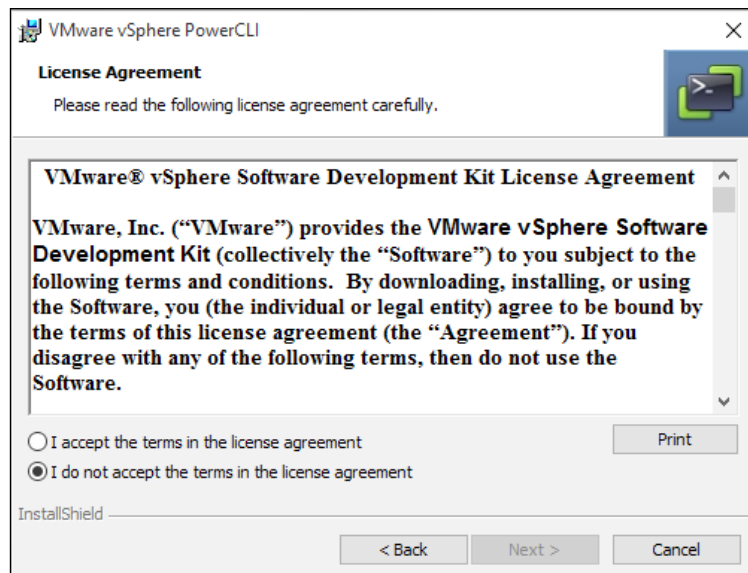 VMware vSphere PowerCLI
License Agreement
Please read the following license agreement carefully.
>_
VMware® vSphere Software Development Kit License Agreement
VMware, Inc. (“VMware”) provides the VMware vSphere Software
Development Kit (collectively the “Software”) to you subject to the
following terms and conditions.  By downloading, installing, or using
the Software, you (the individual or legal entity) agree to be bound by
the terms of this license agreement (the “Agreement”). If you
disagree with any of the following terms, then do not use the
Software.
I accept the terms in the license agreement
Print
I do not accept the terms in the license agreement
InstallShield
< Back
Next >
Cancel